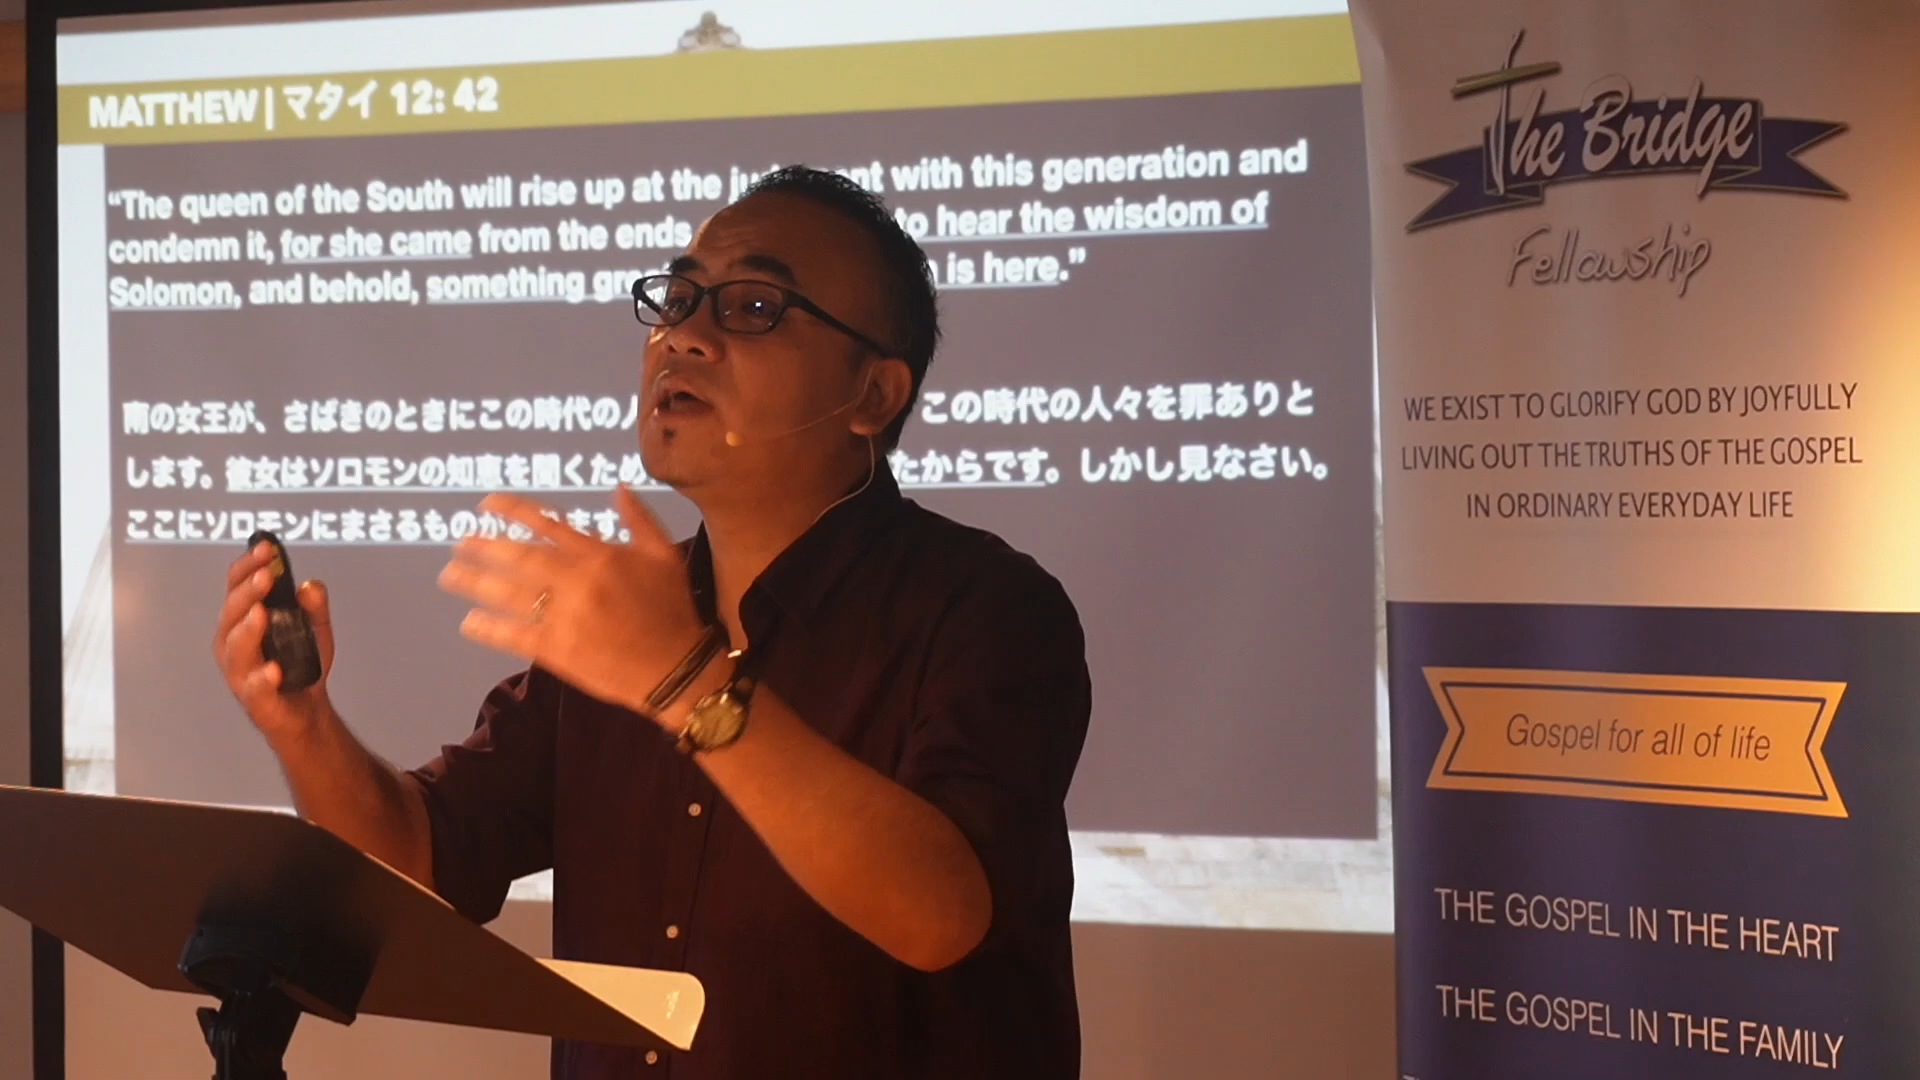 MATTHEW | マタイ 12: 42
“The queen of the South will rise up at the with this generation and
condemn it, for she came from the ends to hear the wisdom of
Solomon, and behold, something is here.”
南の女王が、さばきのときにこの時代の人 この時代の人々を罪ありと
します。彼女はソロモンの知恵を聞くため たからです。しかし見なさい。
ここにソロモンにまさるものがあります。
The Bridge
Fellowship
WE EXIST TO GLORIFY GOD BY JOYFULLY
LIVING OUT THE TRUTHS OF THE GOSPEL
IN ORDINARY EVERYDAY LIFE
Gospel for all of life
THE GOSPEL IN THE HEART
THE GOSPEL IN THE FAMILY